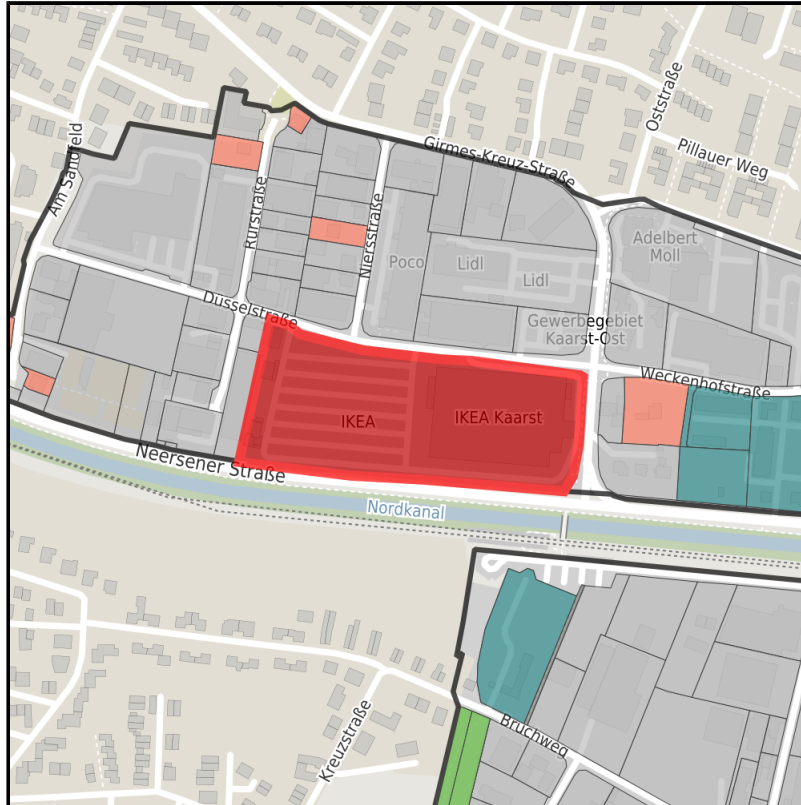 Oststraße
Girmes-Kreuz-Straße
Pillauer Weg
Am Sandfeld
Rurstraße
Niersstraße
Adelbert
Moll
Poco
Lidl
Lidl
Düsselstraße
Gewerbegebiet
Kaarst-Ost
Weckenhofstraße
IKEA
IKEA Kaarst
Neersener Straße
Nordkanal
Kreuzstraße
Bruchweg